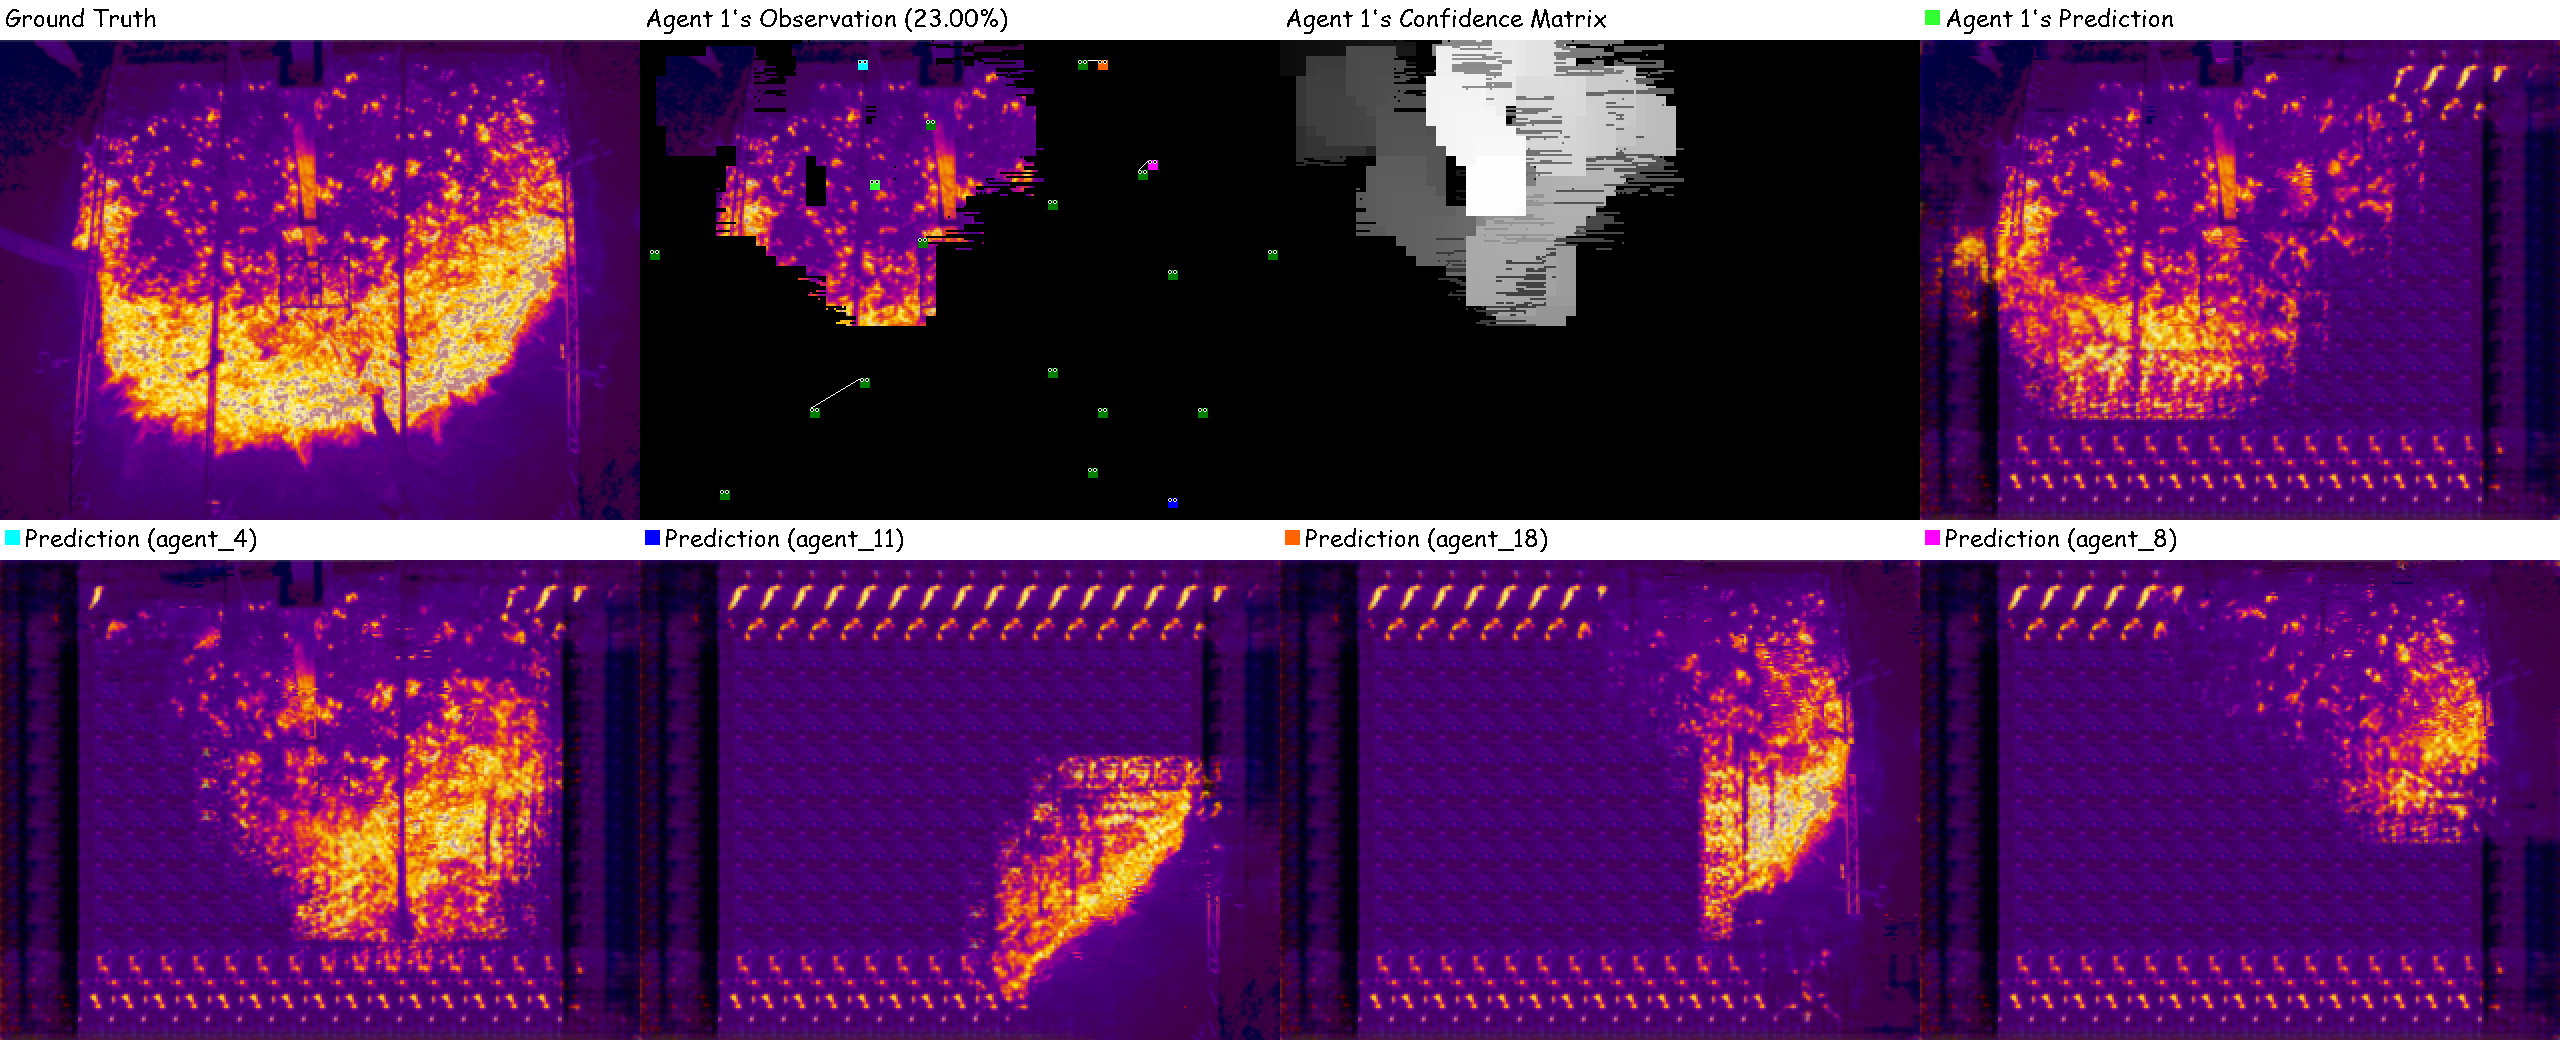 Ground Truth
Agent 1's Observation (23.00%)
Agent 1's Confidence Matrix
Agent 1's Prediction
Prediction (agent_4)
Prediction (agent_11)
Prediction (agent_18)
Prediction (agent_8)